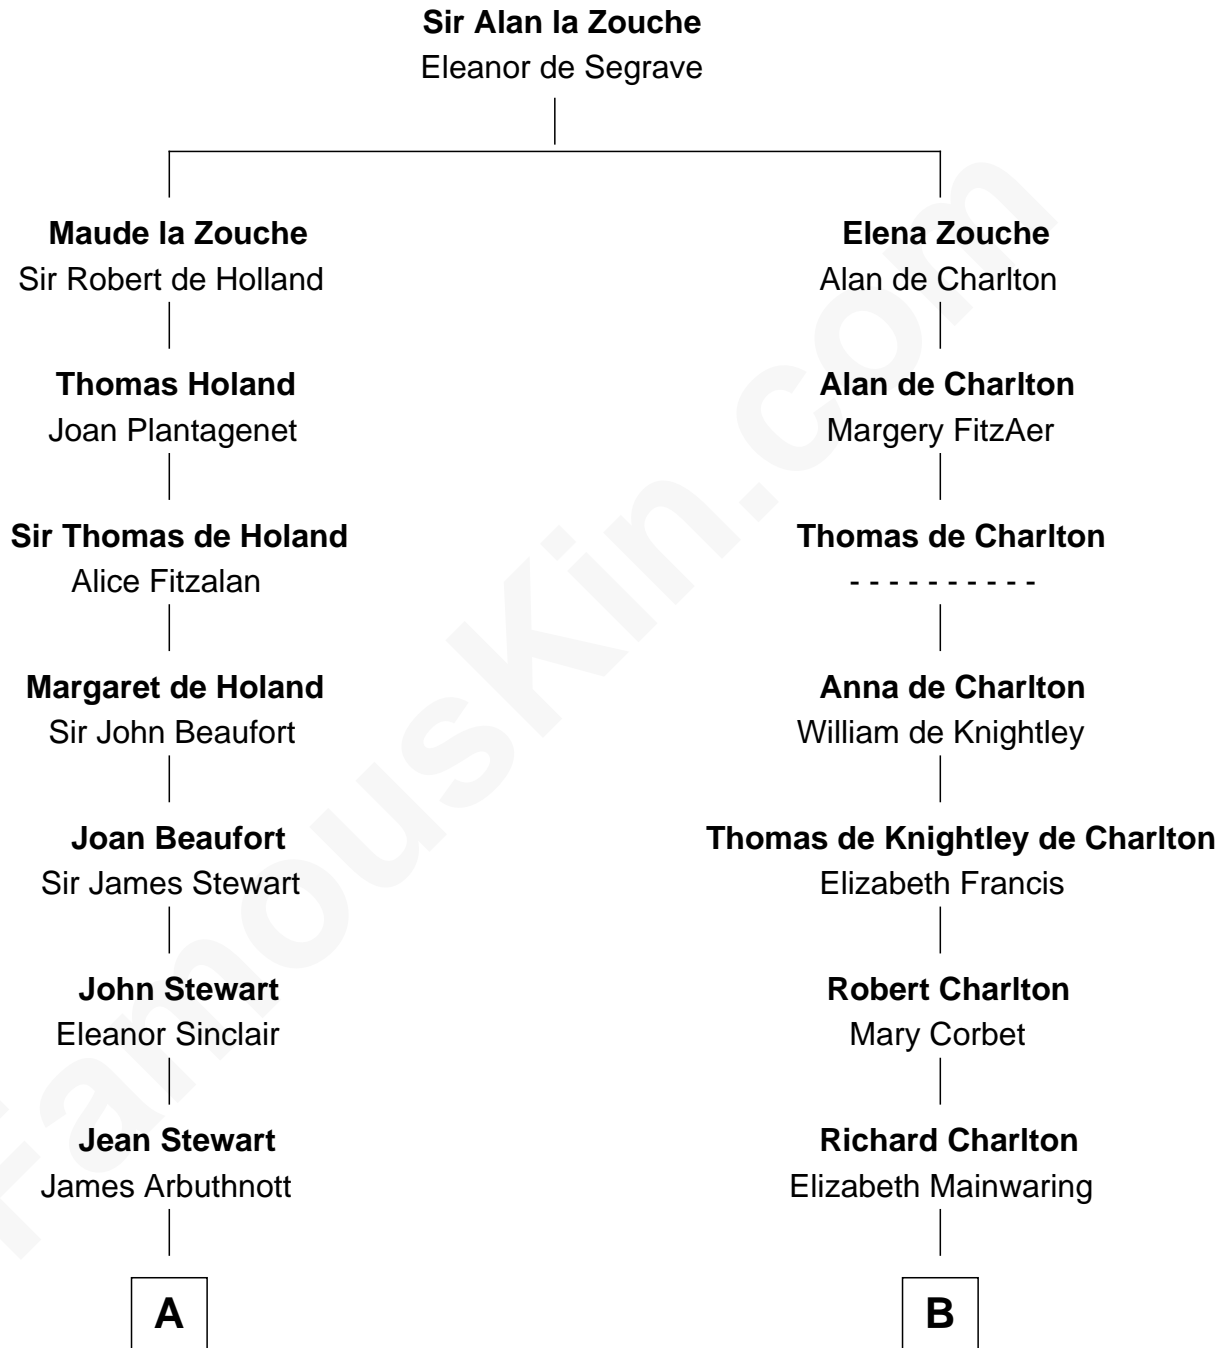 Sir Alan la Zouche
Eleanor de Segrave
Maude la Zouche
Sir Robert de Holland
Elena Zouche
Alan de Charlton
Thomas Holand
Joan Plantagenet
Alan de Charlton
Margery FitzAer
Sir Thomas de Holand
Alice Fitzalan
Thomas de Charlton
- - - - - - - - - -
Margaret de Holand
Sir John Beaufort
Anna de Charlton
William de Knightley
Joan Beaufort
Sir James Stewart
Thomas de Knightley de Charlton
Elizabeth Francis
John Stewart
Eleanor Sinclair
Robert Charlton
Mary Corbet
Jean Stewart
James Arbuthnott
Richard Charlton
Elizabeth Mainwaring
A
B
FamousKin.com